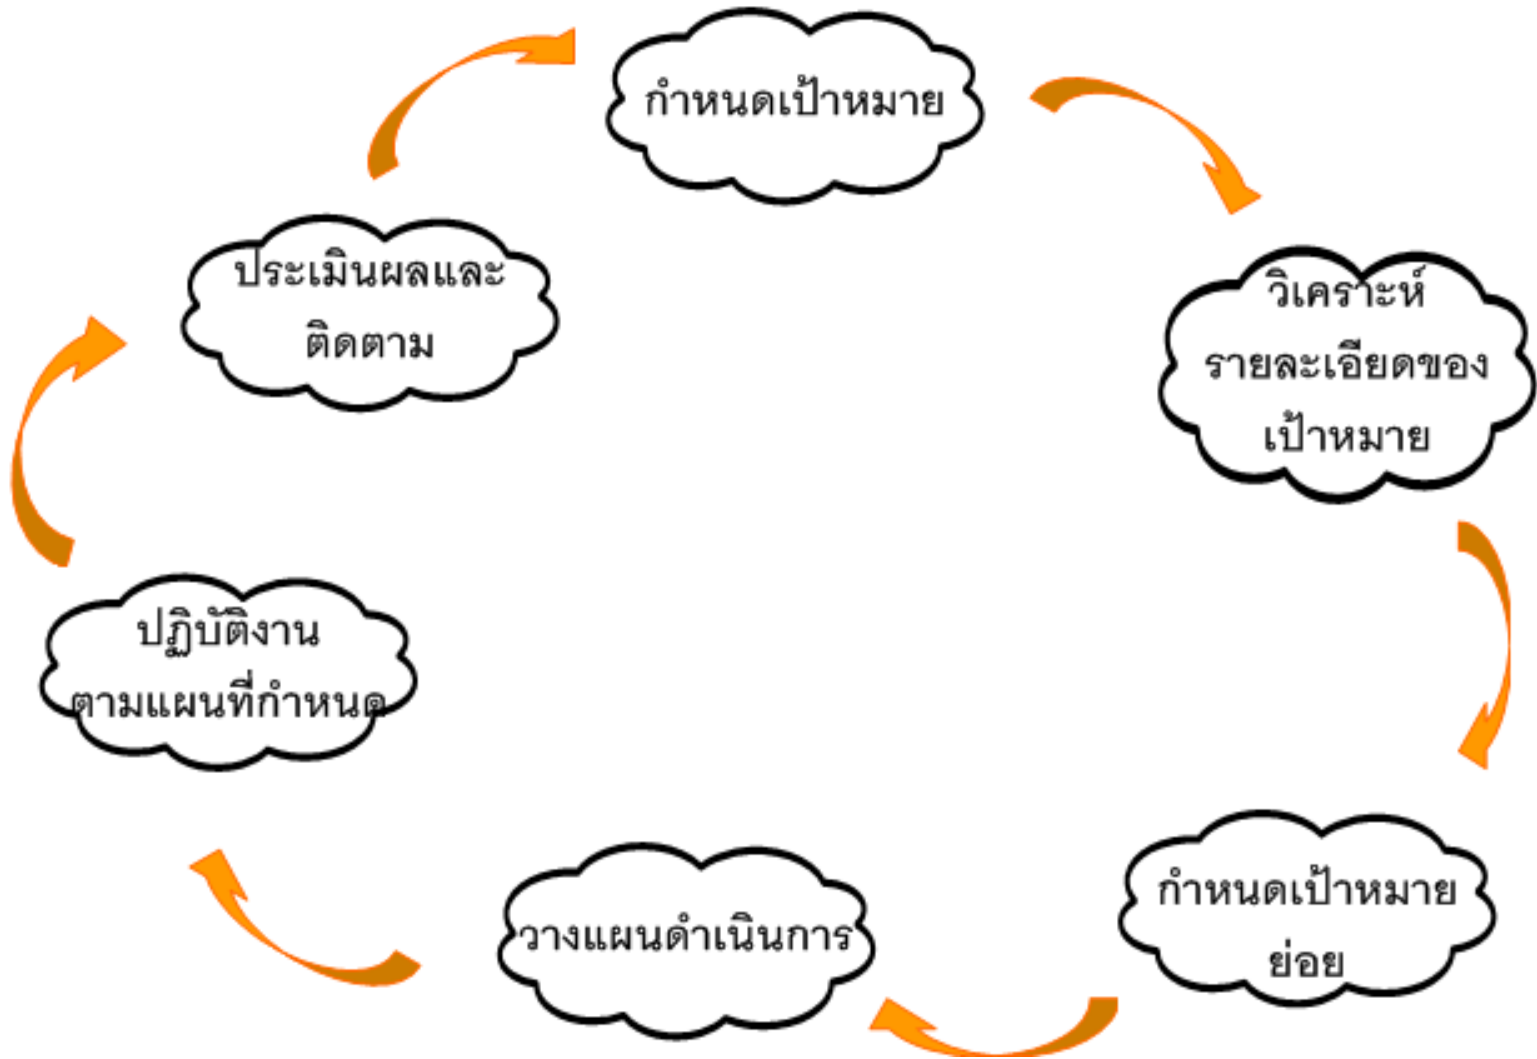 กำหนดเป้าหมาย
วิเคราะห์
รายละเอียดของ
เป้าหมาย
กำหนดเป้าหมาย
ย่อย
วางแผนดำเนินการ
ปฏิบัติงาน
ตามแผนที่กำหนด
ประเมินผลและ
ติดตาม